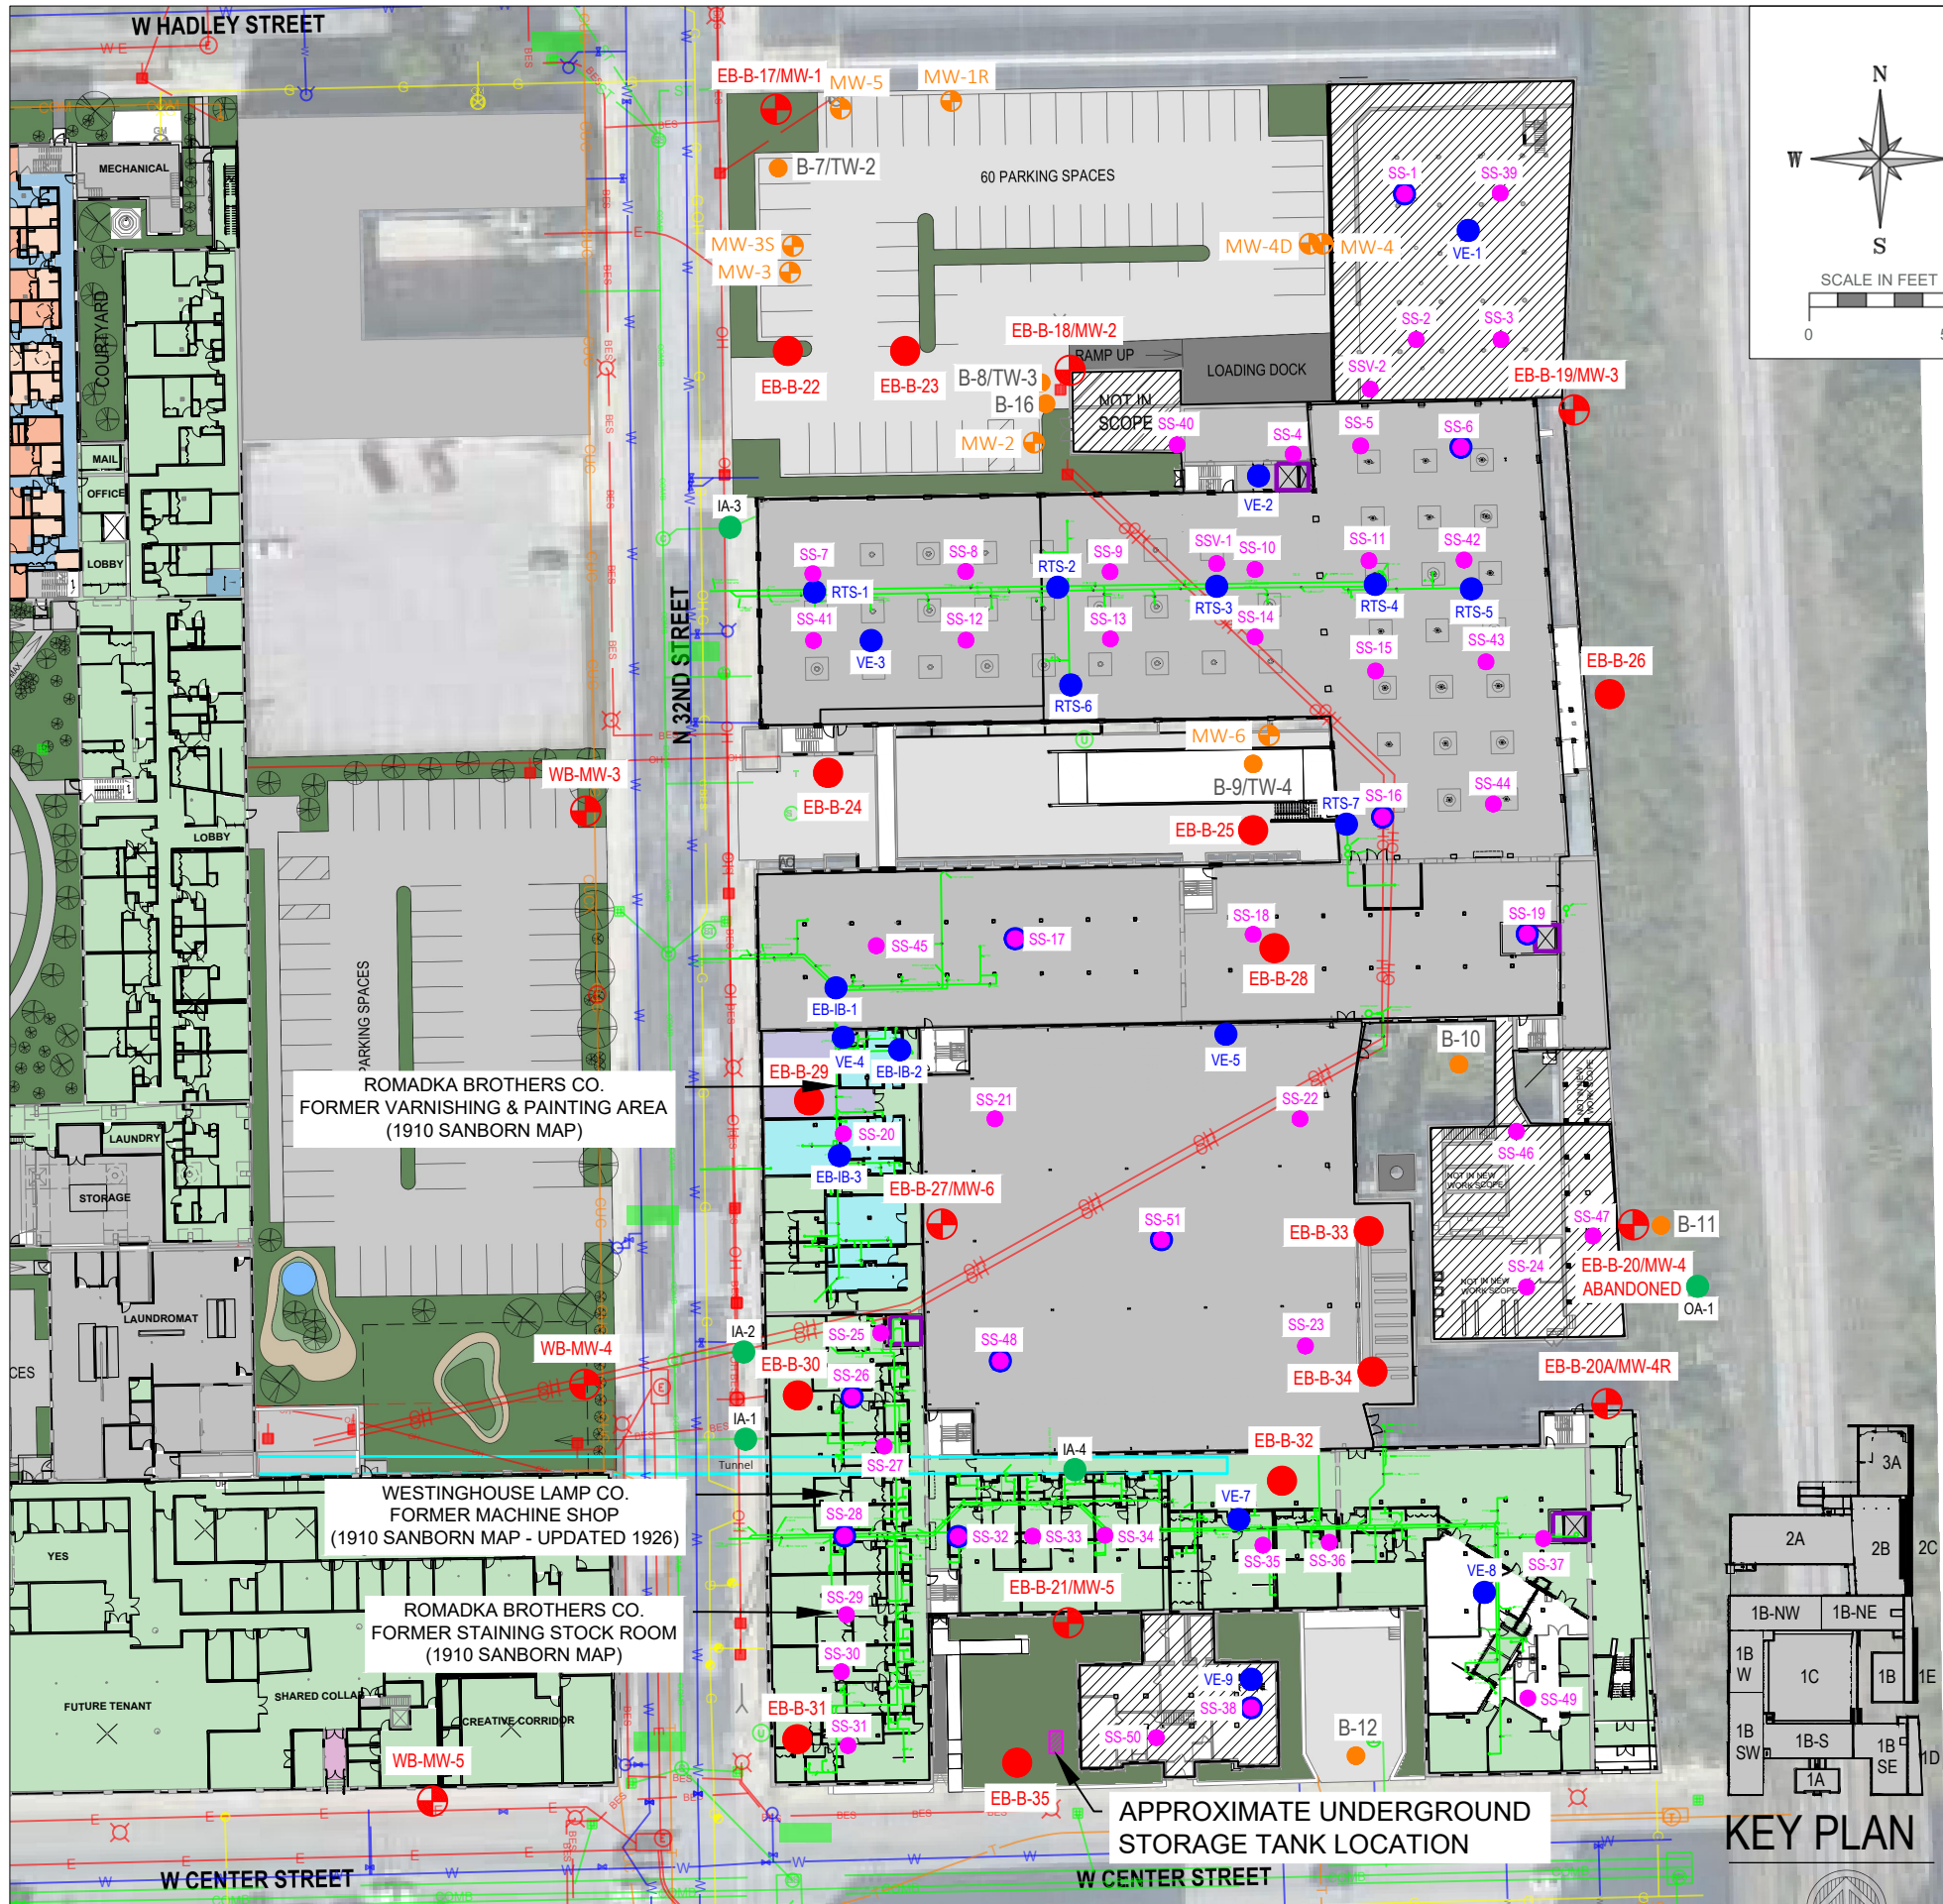 W HADLEY STREET
EB-B-17/MW-1
MW-5
MW-1R
N
W
S
SCALE IN FEET
0
MECHANICAL
B-7/TW-2
60 PARKING SPACES
SS-1
SS-39
VE-1
MW-3S
MW-3
MW-4D
MW-4
COURTYARD
EB-B-22
EB-B-23
EB-B-18/MW-2
RAMP UP
LOADING DOCK
SS-2
SS-3
SSV-2
EB-B-19/MW-3
B-8/TW-3
B-16
MW-2
NOT IN
SCOPE
SS-40
SS-4
SS-5
SS-6
VE-2
MAIL
OFFICE
LOBBY
IA-3
SS-7
SS-8
SS-9
SSV-1
SS-10
SS-11
SS-42
RTS-1
RTS-2
RTS-3
RTS-4
RTS-5
SS-41
VE-3
SS-12
SS-13
SS-14
SS-15
SS-43
N 32ND STREET
RTS-6
EB-B-26
MW-6
B-9/TW-4
WB-MW-3
EB-B-24
EB-B-25
RTS-7
SS-16
SS-44
LOBBY
PARKING SPACES
SS-45
SS-17
SS-18
EB-B-28
SS-19
EB-IB-1
VE-4
EB-IB-2
VE-5
B-10
NOT IN NEW
WORK SCOPE
EB-B-29
ROMADKA BROTHERS CO.
FORMER VARNISHING & PAINTING AREA
(1910 SANBORN MAP)
SS-20
SS-21
SS-22
SS-46
EB-IB-3
LAUNDRY
STORAGE
NOT IN NEW
WORK SCOPE
EB-B-27/MW-6
SS-51
EB-B-33
SS-47
B-11
EB-B-20/MW-4
ABANDONED
OA-1
SS-24
NOT IN NEW
WORK SCOPE
LAUNDROMAT
IA-2
SS-25
SS-48
SS-23
WB-MW-4
EB-B-30
SS-26
EB-B-34
EB-B-20A/MW-4R
IA-1
SS-27
Tunnel
IA-4
EB-B-32
WESTINGHOUSE LAMP CO.
FORMER MACHINE SHOP
(1910 SANBORN MAP - UPDATED 1926)
SS-28
SS-32
SS-33
SS-34
VE-7
SS-35
SS-36
SS-37
VE-8
YES
EB-B-21/MW-5
SS-29
ROMADKA BROTHERS CO.
FORMER STAINING STOCK ROOM
(1910 SANBORN MAP)
SS-30
VE-9
SS-38
SS-49
FUTURE TENANT
SHARED COLLAB
CREATIVE CORRIDOR
EB-B-31
SS-31
SS-50
B-12
WB-MW-5
EB-B-35
APPROXIMATE UNDERGROUND
STORAGE TANK LOCATION
3A
2A
2B
2C
1B-NW
1B-NE
1B
W
1C
1B
1E
1B
SW
1B-S
1B
SE
1D
1A
KEY PLAN
W CENTER STREET
W CENTER STREET